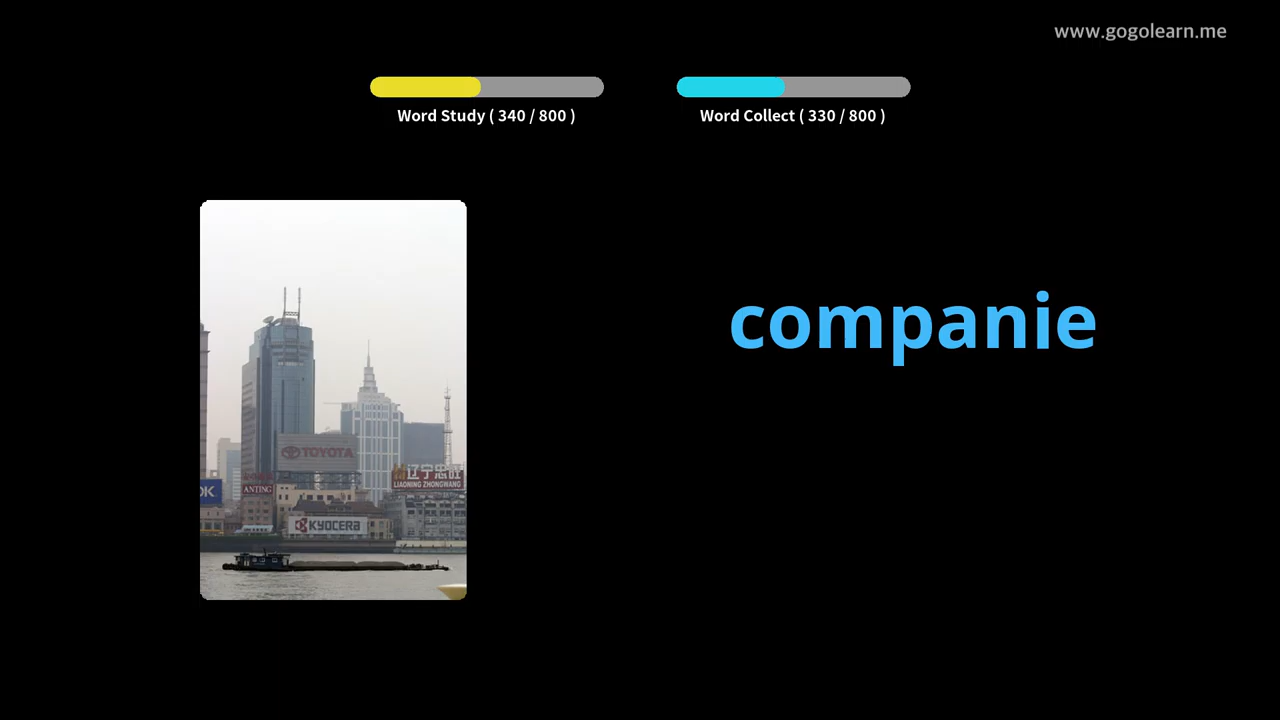 www.gogolearn.me
Word Study ( 340 / 800 )
Word Collect ( 330 / 800 )
companie
TOYOTA
辽宁忠旺
LIAONING ZHONGWANG
OK
ANTING
KYOCERA